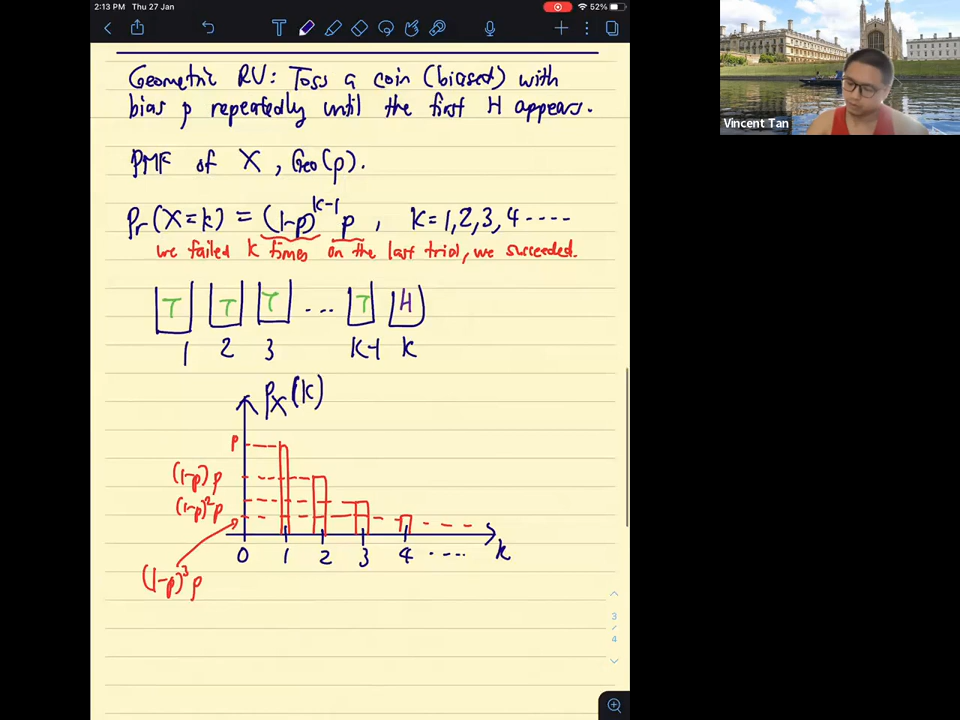 2:13 PM Thu 27 Jan
52%
Geometric RV: Toss a coin (biased) with
bias p repeatedly until the first H appears.
PMF of X, Geo(p).
Pr(X=k) = (1-p)^{k-1} p, k=1,2,3,4----
we failed k times on the last trial, we succeeded.
T T T ... T H
1 2 3 k-1 k
p_X(k)
p
(1-p)p
(1-p)^2 p
0 1 2 3 4 ..... k
(1-p)^3 p
3
/
4
Vincent Tan